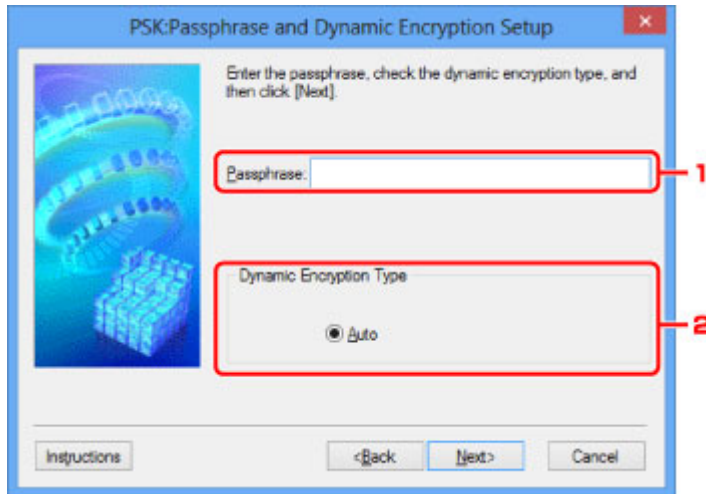 PSK:Passphrase and Dynamic Encryption Setup
Enter the passphrase, check the dynamic encryption type, and
then click [Next].
Passphrase:
1
Dynamic Encryption Type
Auto
2
Instructions
<Back
Next>
Cancel